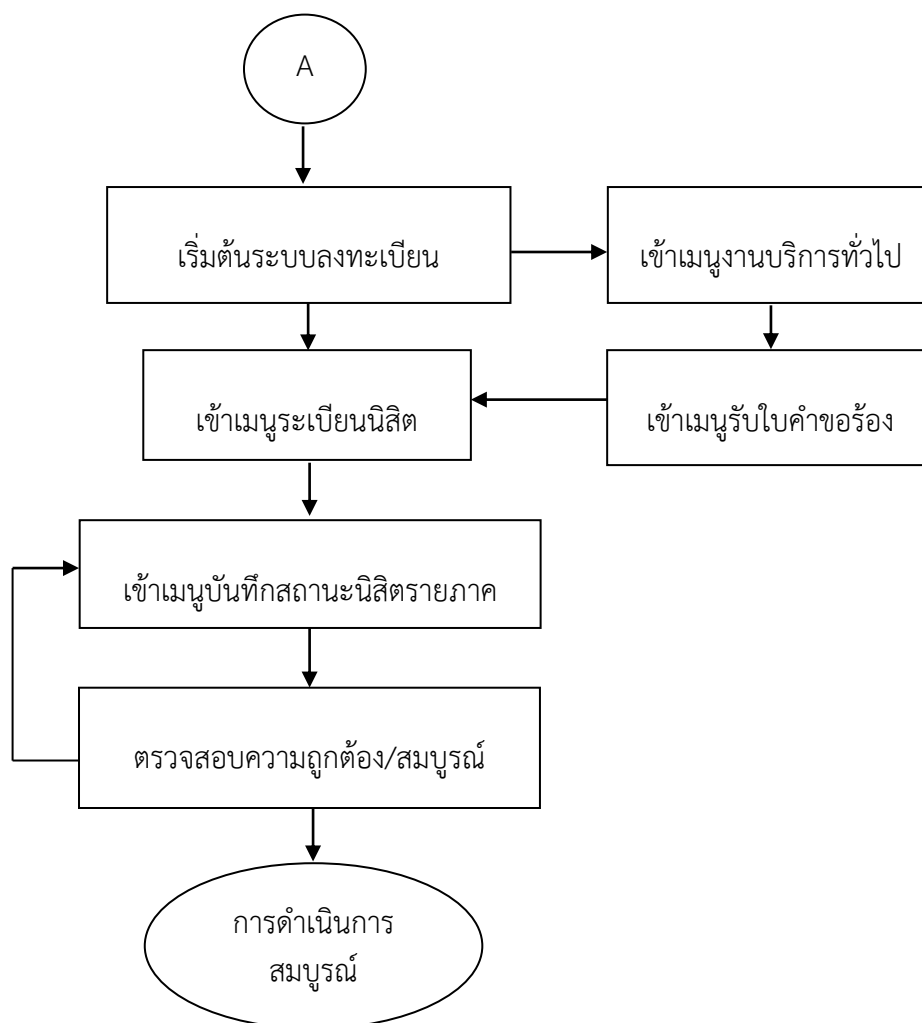 A
เริ่มต้นระบบลงทะเบียน
เข้าเมนูงานบริการทั่วไป
เข้าเมนูระเบียนนิสิต
เข้าเมนูรับใบคำขอร้อง
เข้าเมนูบันทึกสถานะนิสิตรายภาค
ตรวจสอบความถูกต้อง/สมบูรณ์
การดำเนินการ
สมบูรณ์